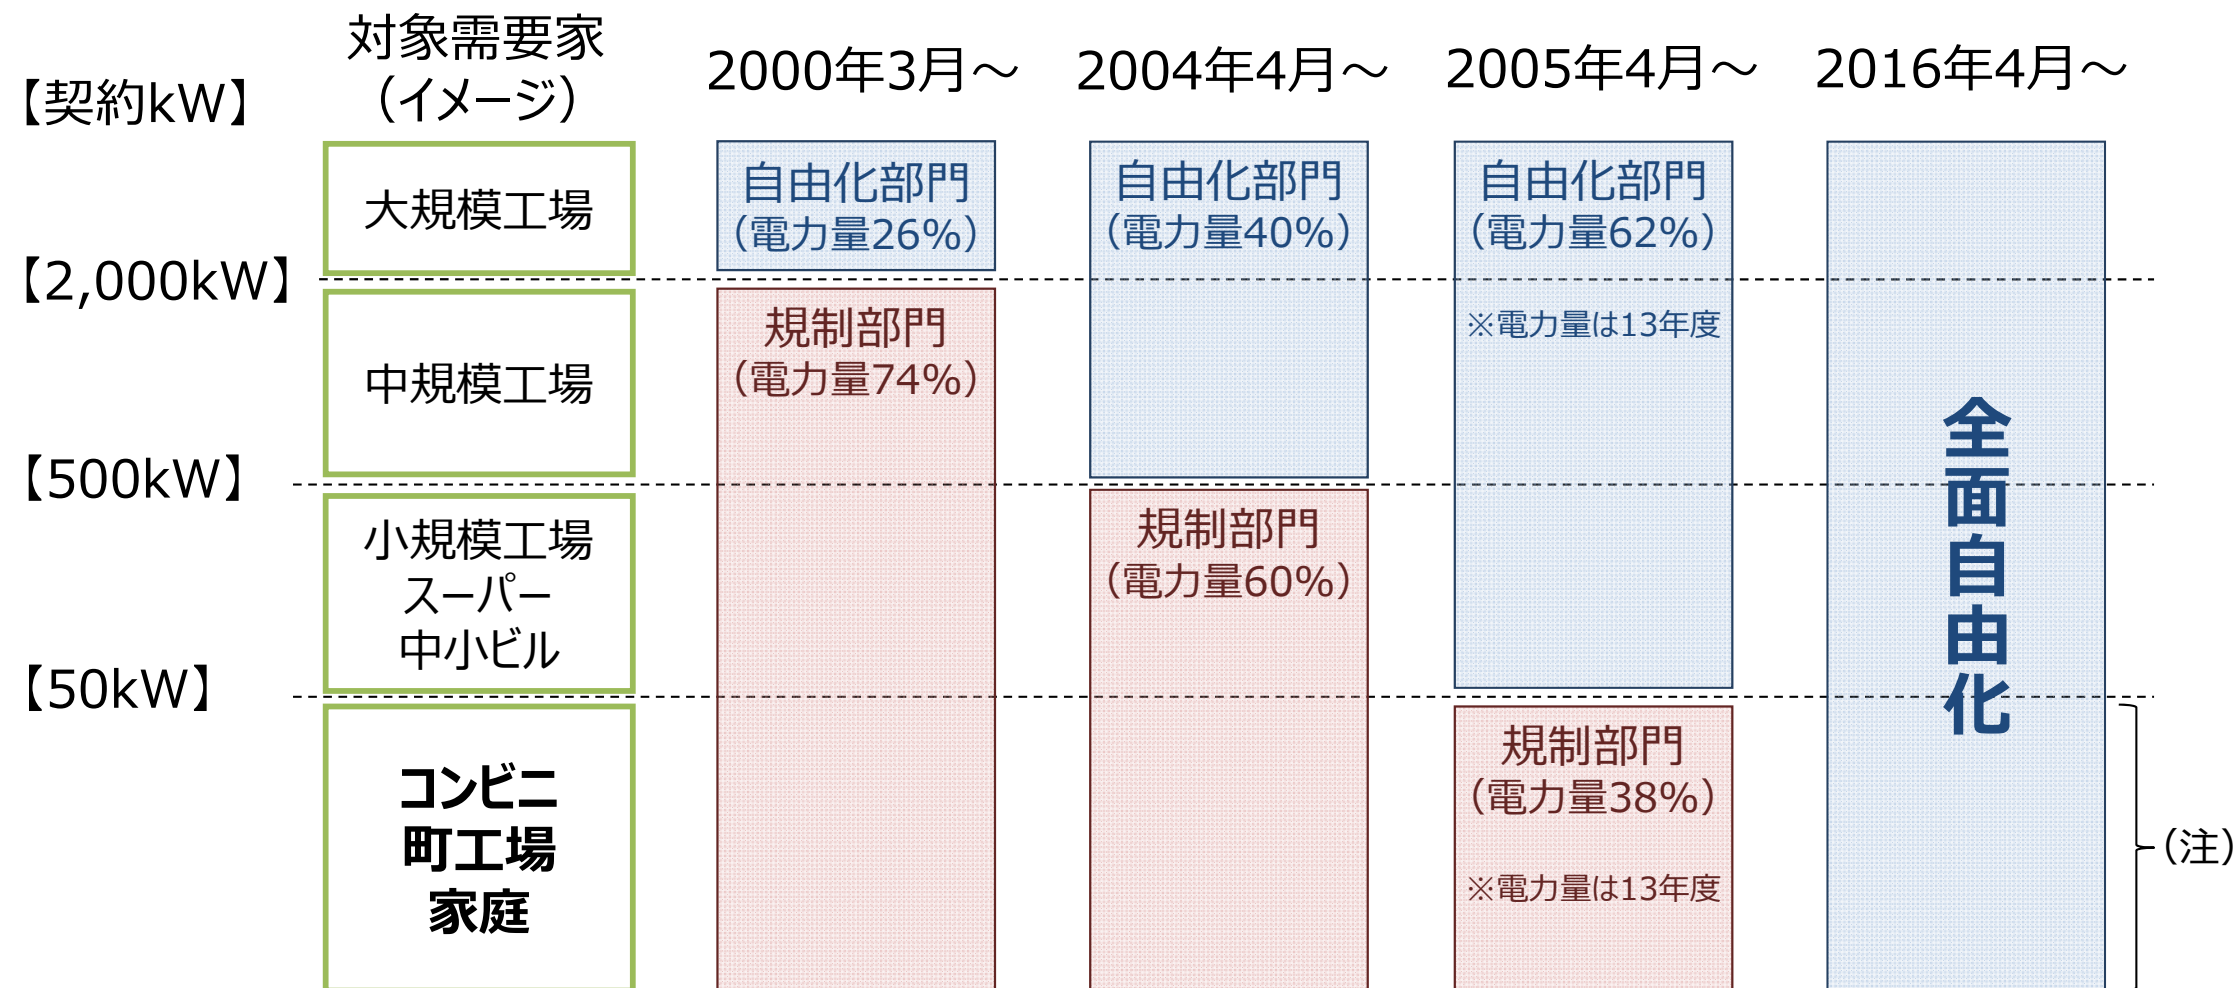 【契約kW】
対象需要家
（イメージ）
2000年3月～
2004年4月～
2005年4月～
2016年4月～
大規模工場
自由化部門
（電力量26%）
自由化部門
（電力量40%）
自由化部門
（電力量62%）
【2,000kW】
中規模工場
規制部門
（電力量74%）
※電力量は13年度
全面自由化
【500kW】
小規模工場
スーパー
中小ビル
規制部門
（電力量60%）
【50kW】
コンビニ
町工場
家庭
規制部門
（電力量38%）
※電力量は13年度
（注）